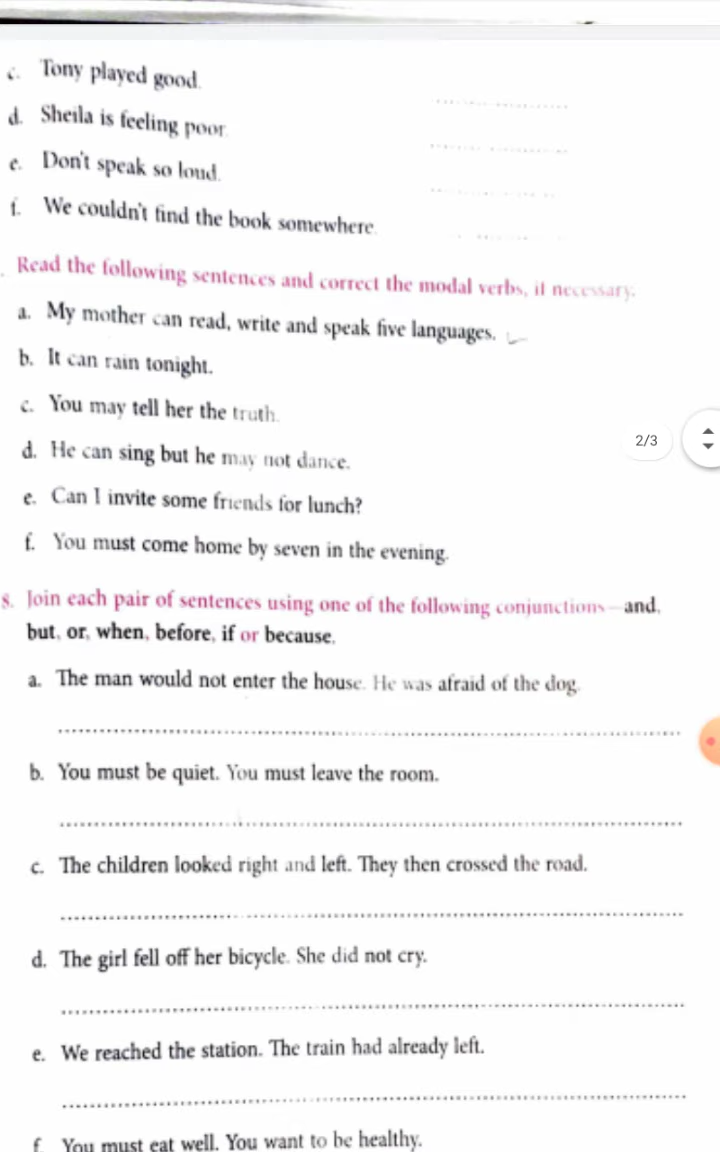 c. Tony played good.
d. Sheila is feeling poor.
e. Don't speak so loud.
f. We couldn't find the book somewhere.
. Read the following sentences and correct the modal verbs, if necessary.
a. My mother can read, write and speak five languages.
b. It can rain tonight.
c. You may tell her the truth.
d. He can sing but he may not dance.
2/3
e. Can I invite some friends for lunch?
f. You must come home by seven in the evening.
8. Join each pair of sentences using one of the following conjunctions—and,
but, or, when, before, if or because.
a. The man would not enter the house. He was afraid of the dog.
b. You must be quiet. You must leave the room.
c. The children looked right and left. They then crossed the road.
d. The girl fell off her bicycle. She did not cry.
e. We reached the station. The train had already left.
f. You must eat well. You want to be healthy.